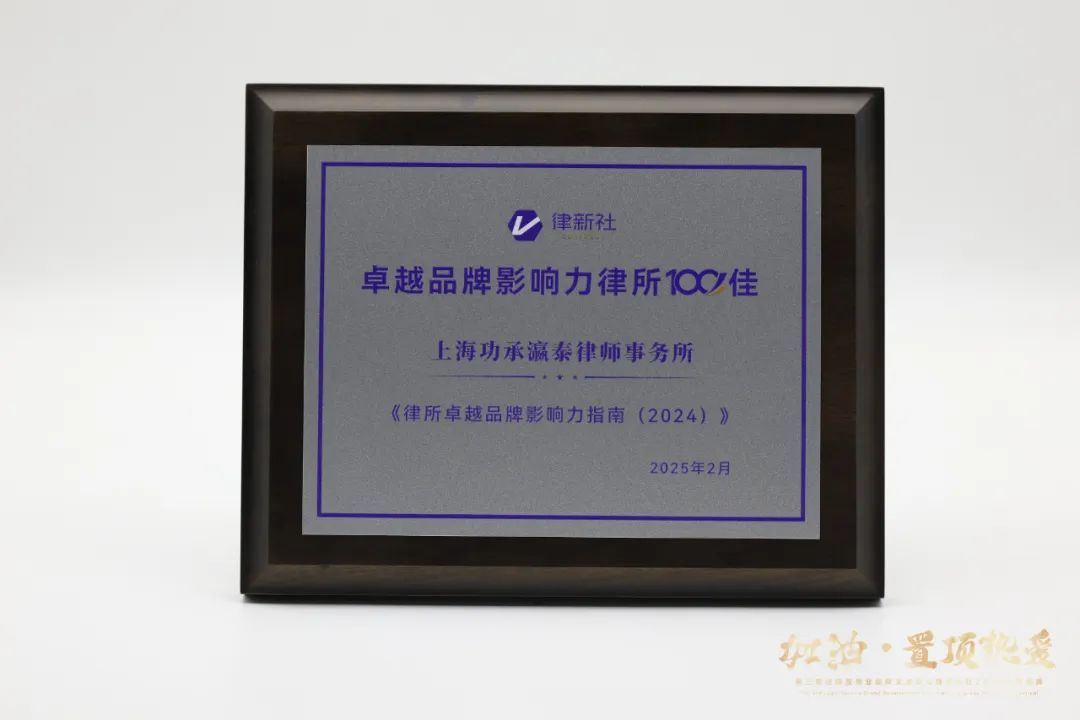 律新社
卓越品牌影响力律所100佳
上海功承瀛泰律师事务所
《律所卓越品牌影响力指南（2024）》
2025年2月
加油·置顶热爱